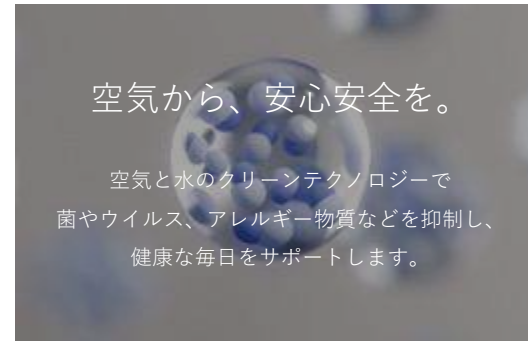 空気から、安心安全を。
空気と水のクリーンテクノロジーで
菌やウイルス、アレルギー物質などを抑制し、
健康な毎日をサポートします。